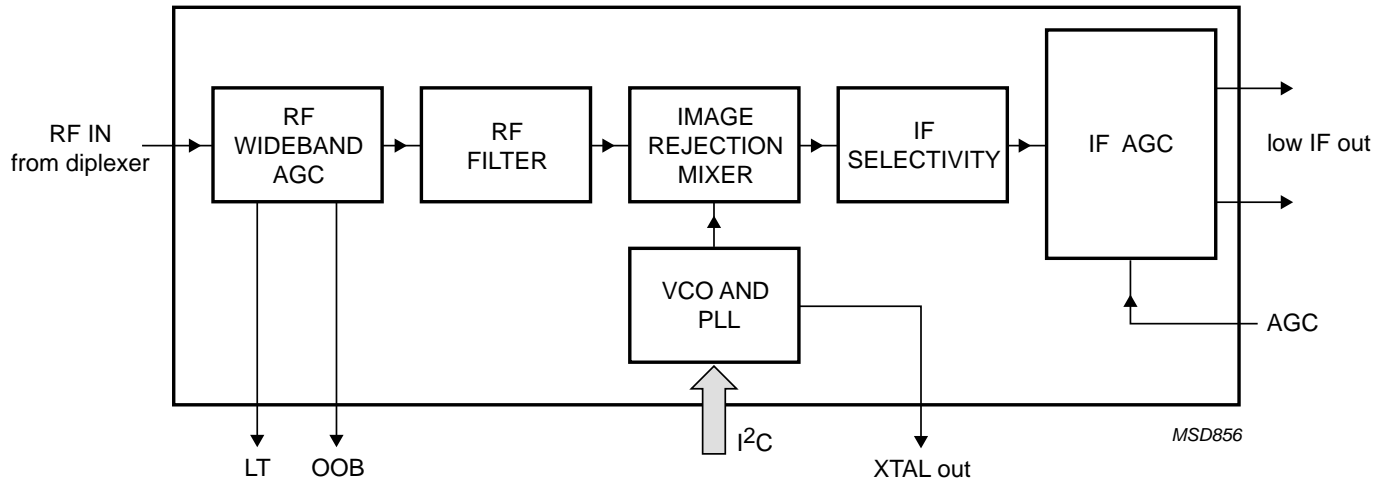 RF IN
from diplexer
RF
WIDEBAND
AGC
RF
FILTER
IMAGE
REJECTION
MIXER
IF
SELECTIVITY
IF AGC
low IF out
VCO AND
PLL
AGC
LT
OOB
I²C
XTAL out
MSD856